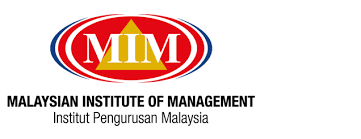 MIM
MALAYSIAN INSTITUTE OF MANAGEMENT
Institut Pengurusan Malaysia